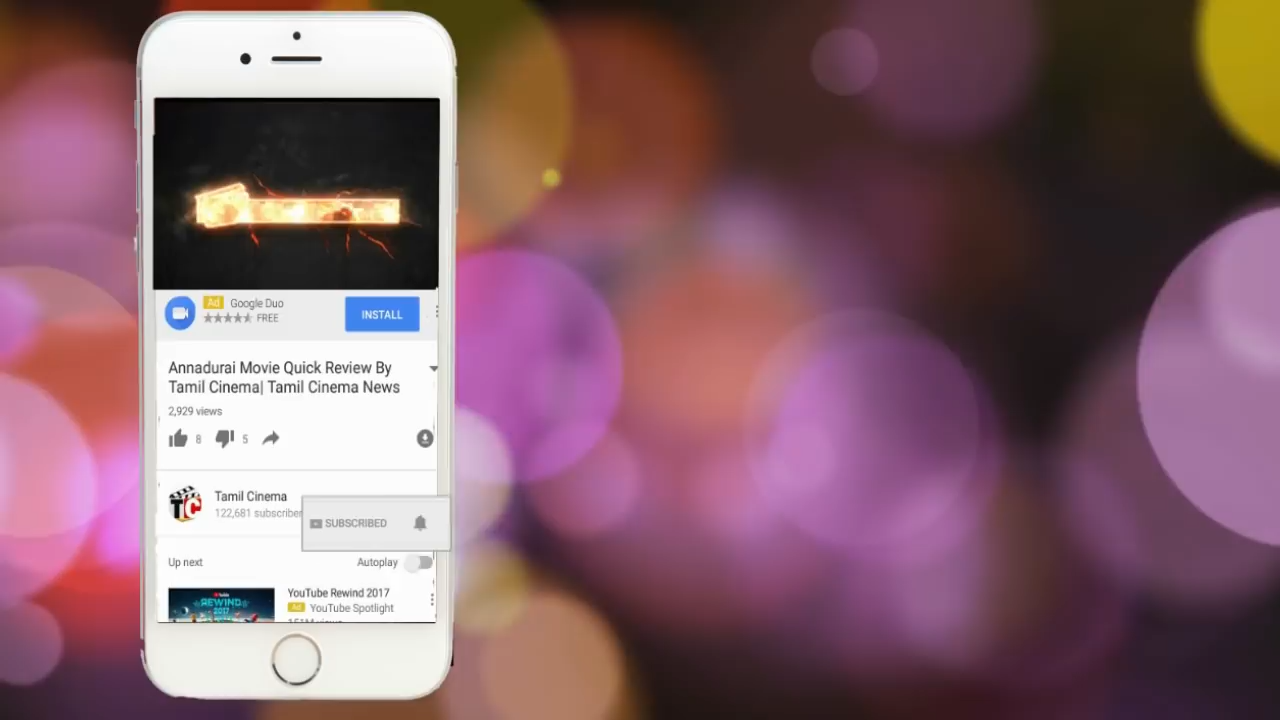 Ad Google Duo
FREE
INSTALL
Annadurai Movie Quick Review By
Tamil Cinema| Tamil Cinema News
2,929 views
8 5
TC
Tamil Cinema
122,681 subscriber
SUBSCRIBED
Up next
Autoplay
YouTube Rewind 2017
Ad YouTube Spotlight
REWIND
2017